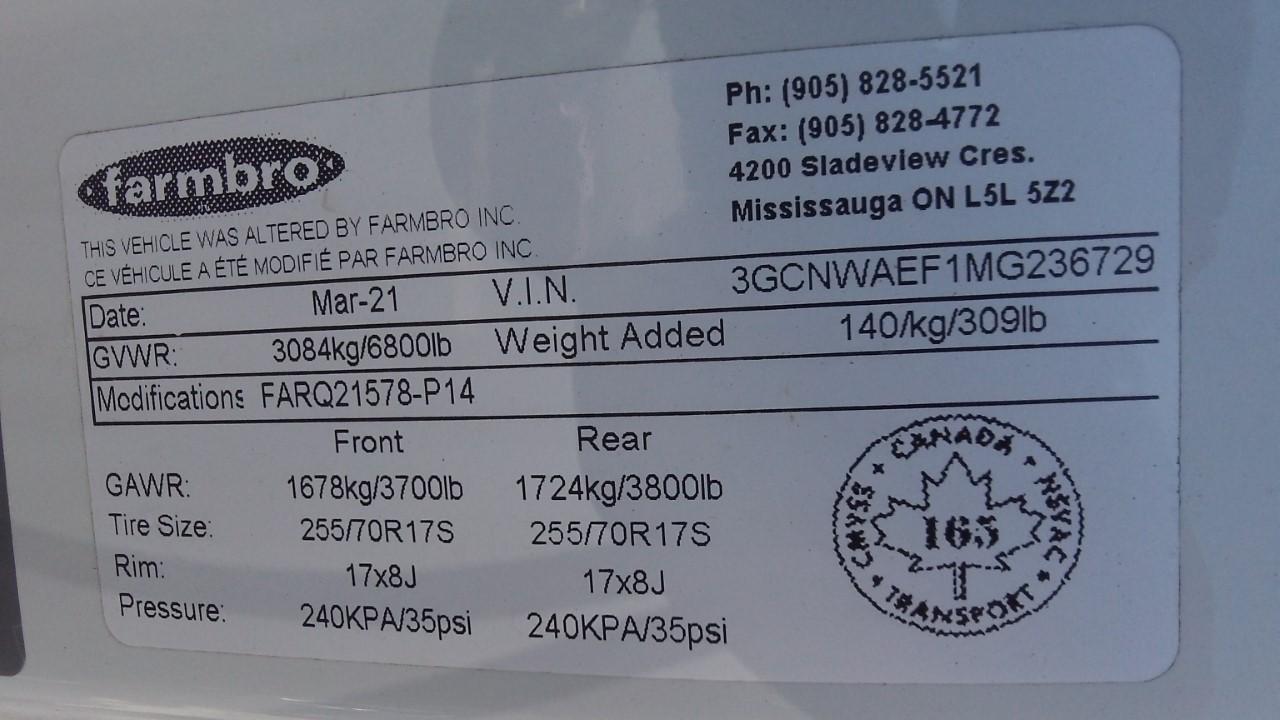 farmbro
Ph: (905) 828-5521
Fax: (905) 828-4772
4200 Sladeview Cres.
Mississauga ON L5L 5Z2
THIS VEHICLE WAS ALTERED BY FARMBRO INC.
CE VÉHICULE A ÉTÉ MODIFIÉ PAR FARMBRO INC.
Date: Mar-21 V.I.N. 3GCNWAEF1MG236729
GVWR: 3084kg/6800lb Weight Added 140/kg/309lb
Modifications FARQ21578-P14
Front Rear
GAWR: 1678kg/3700lb 1724kg/3800lb
Tire Size: 255/70R17S 255/70R17S
Rim: 17x8J 17x8J
Pressure: 240KPA/35psi 240KPA/35psi
CANADA
NSVAC
TRANSPORT
CMVSS
165